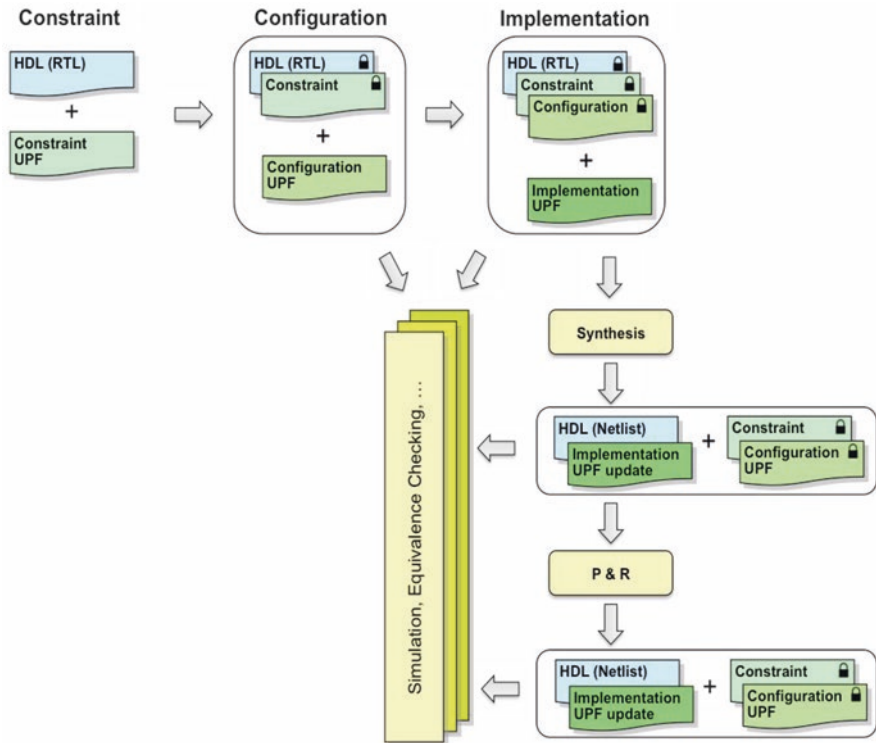 Constraint
Configuration
Implementation
HDL (RTL)
+
Constraint
UPF
HDL (RTL)
Constraint
+
Configuration
UPF
HDL (RTL)
Constraint
Configuration
+
Implementation
UPF
Synthesis
HDL (Netlist)
Implementation
UPF update
+
Constraint
Configuration
UPF
P & R
HDL (Netlist)
Implementation
UPF update
+
Constraint
Configuration
UPF
Simulation, Equivalence Checking, ...